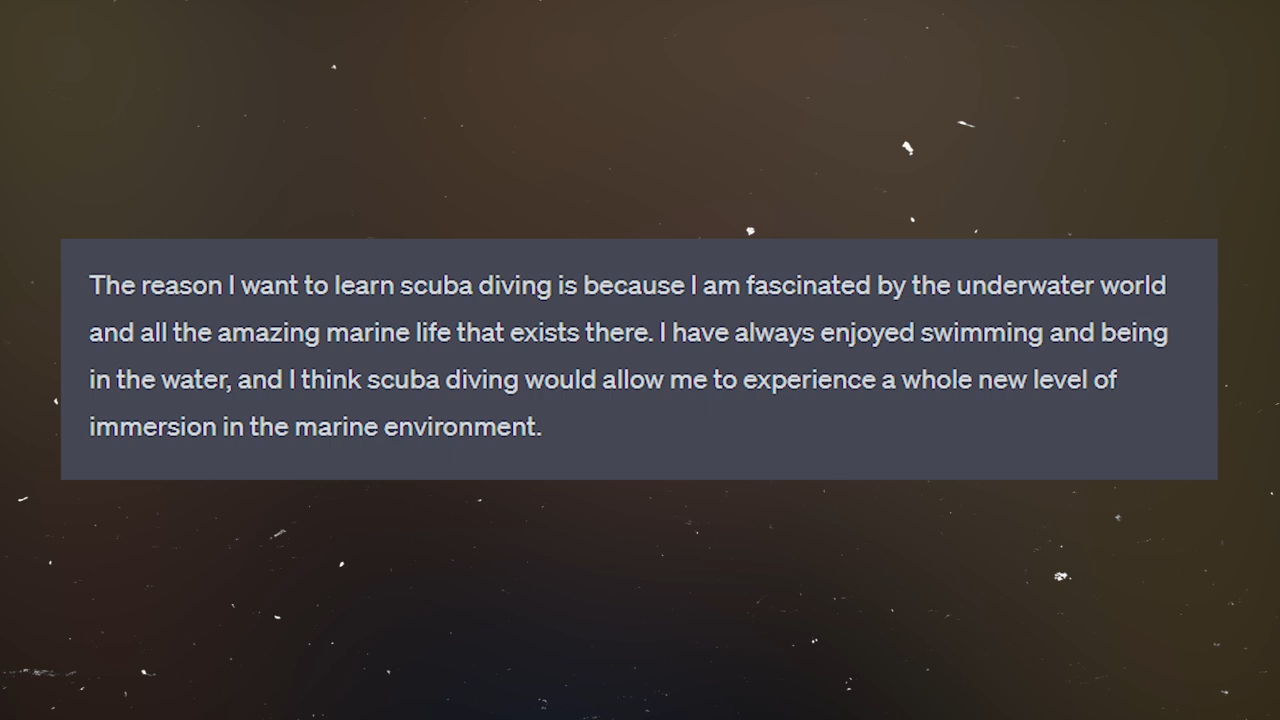 The reason I want to learn scuba diving is because I am fascinated by the underwater world
and all the amazing marine life that exists there. I have always enjoyed swimming and being
in the water, and I think scuba diving would allow me to experience a whole new level of
immersion in the marine environment.